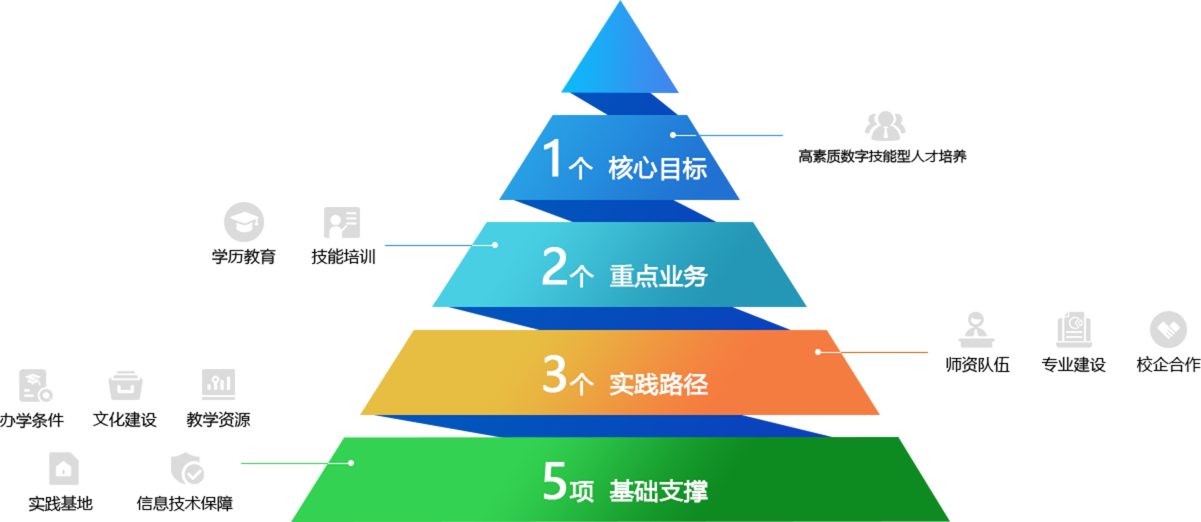 1个 核心目标
高素质数字技能型人才培养
2个 重点业务
学历教育
技能培训
3个 实践路径
师资队伍
专业建设
校企合作
5项 基础支撑
办学条件
文化建设
教学资源
实践基地
信息技术保障